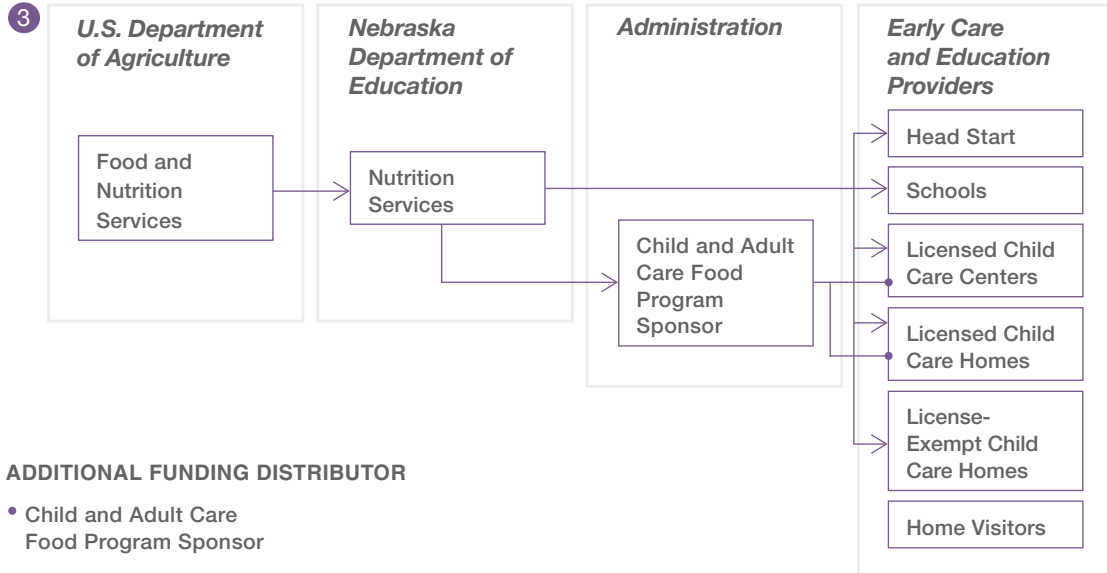 3
U.S. Department
of Agriculture
Food and
Nutrition
Services
Nebraska
Department of
Education
Nutrition
Services
Administration
Child and Adult
Care Food
Program
Sponsor
Early Care
and Education
Providers
Head Start
Schools
Licensed Child
Care Centers
Licensed Child
Care Homes
License-
Exempt Child
Care Homes
Home Visitors
ADDITIONAL FUNDING DISTRIBUTOR
• Child and Adult Care
Food Program Sponsor